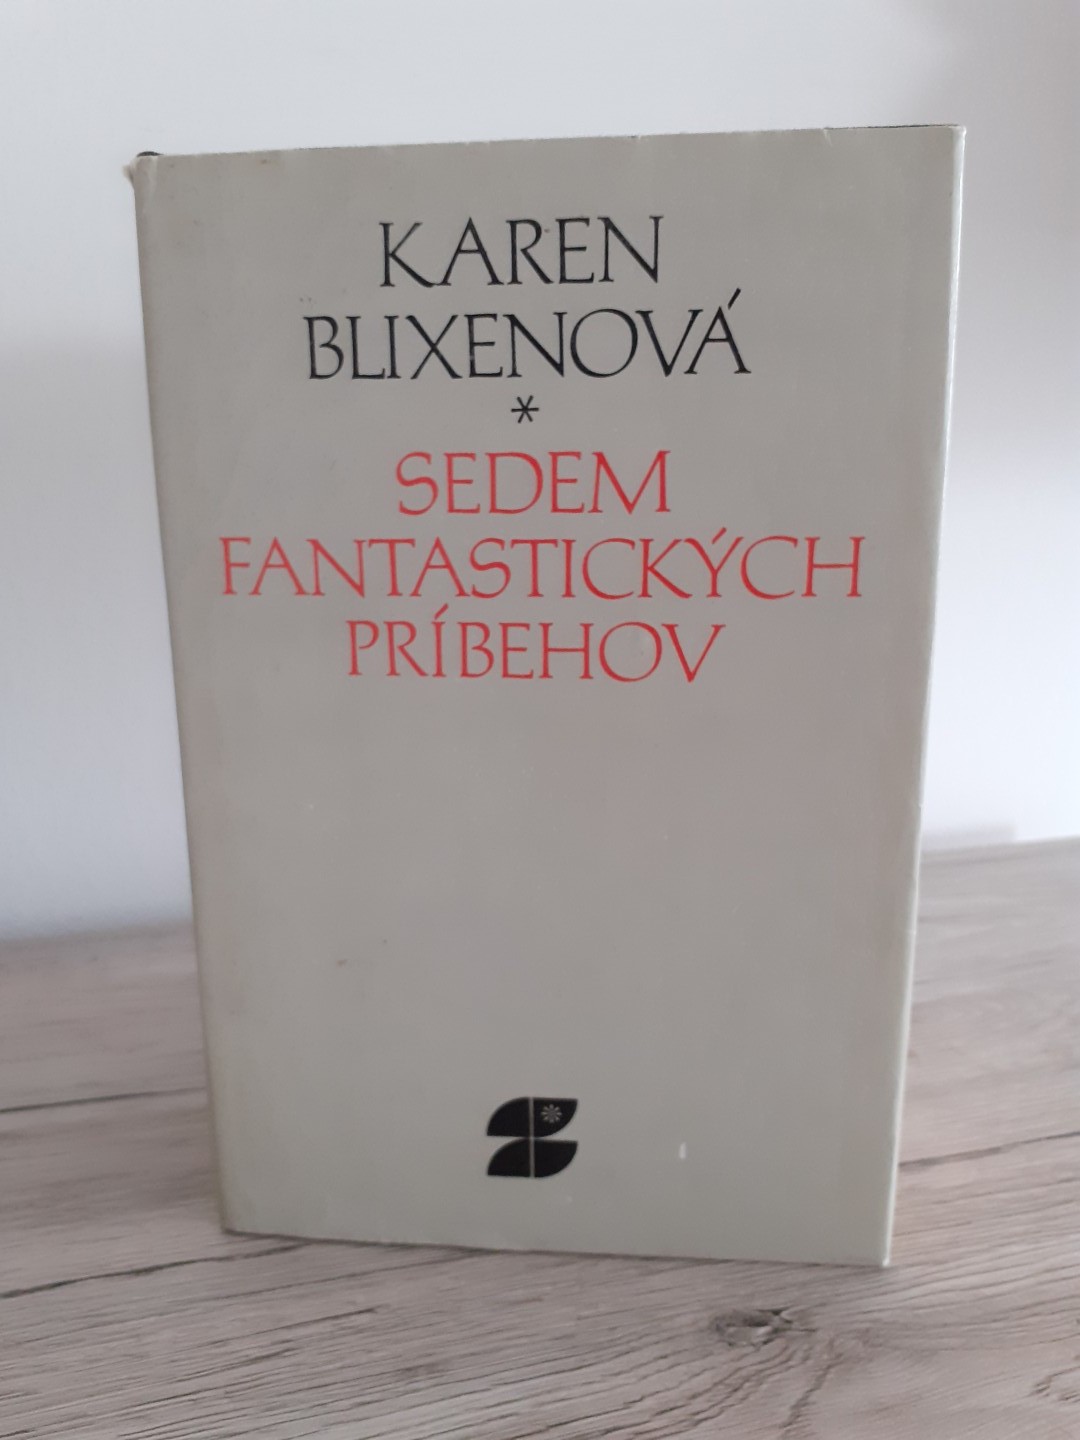 KAREN
BLIXENOVÁ
*
SEDEM
FANTASTICKÝCH
PRÍBEHOV